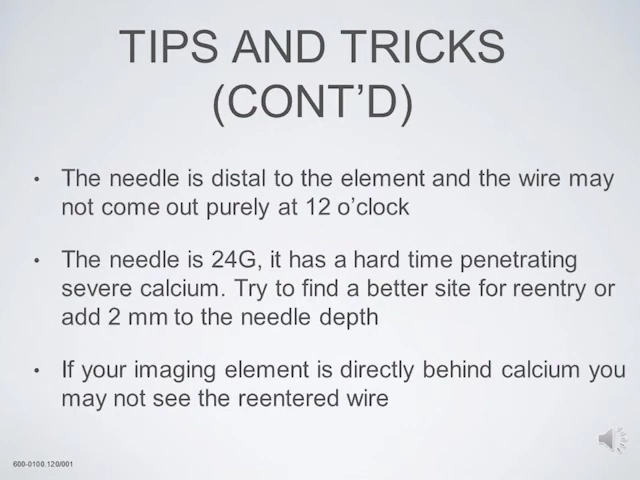 TIPS AND TRICKS
(CONT’D)
• The needle is distal to the element and the wire may
not come out purely at 12 o’clock
• The needle is 24G, it has a hard time penetrating
severe calcium. Try to find a better site for reentry or
add 2 mm to the needle depth
• If your imaging element is directly behind calcium you
may not see the reentered wire
600-0100.120/001